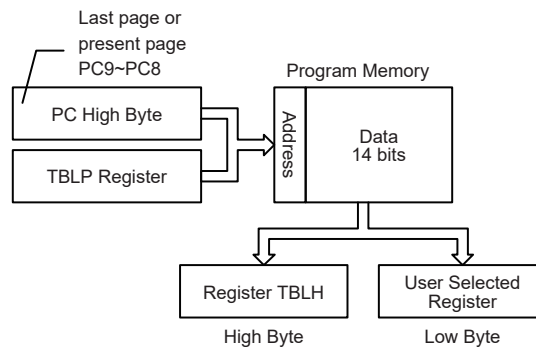 Last page or
present page
PC9~PC8
Program Memory
PC High Byte
TBLP Register
Address
Data
14 bits
Register TBLH
User Selected
Register
High Byte
Low Byte